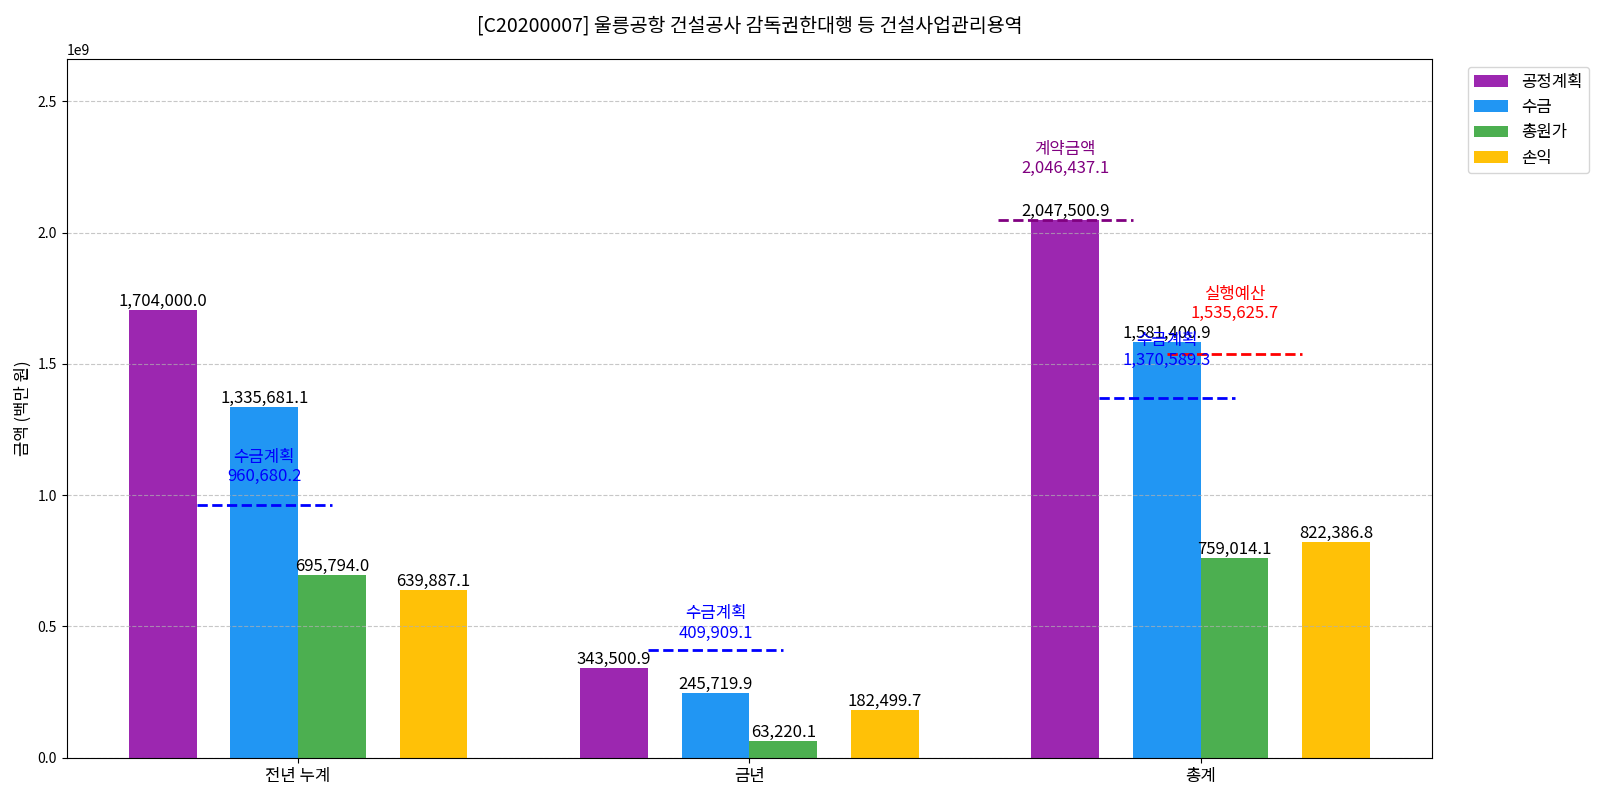 [C20200007] 울릉공항 건설공사 감독권한대행 등 건설사업관리용역
1e9
2.5
2.0
1.5
1.0
0.5
0.0
금액 (백만 원)
공정계획
수금
총원가
손익
1,704,000.0
1,335,681.1
수금계획
960,680.2
695,794.0
639,887.1
수금계획
409,909.1
343,500.9
245,719.9
63,220.1
182,499.7
계약금액
2,046,437.1
2,047,500.9
실행예산
1,535,625.7
1,581,400.9
수금계획
1,370,589.3
759,014.1
822,386.8
전년 누계
금년
총계